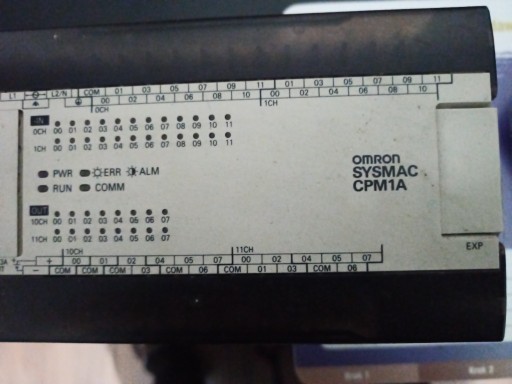 L1 L2/N COM 01 03 05 07 09 11 01 03 05 07 09 11
00 02 04 06 08 10 00 02 04 06 08 10
0CH 1CH
IN
0CH 00 01 02 03 04 05 06 07 08 09 10 11
1CH 00 01 02 03 04 05 06 07 08 09 10 11
PWR ERR ALM
RUN COMM
OMRON
SYSMAC
CPM1A
OUT
10CH 00 01 02 03 04 05 06 07
11CH 00 01 02 03 04 05 06 07
EXP
10CH 11CH
+ 00 01 02 04 05 07 00 02 04 05 07
- COM COM COM 03 COM 06 COM COM 01 03 COM 06